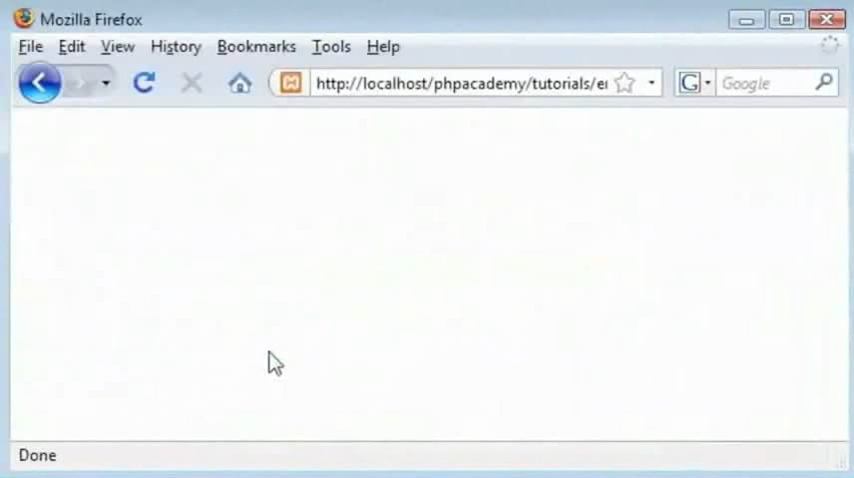 Mozilla Firefox
File Edit View History Bookmarks Tools Help
http://localhost/phpacademy/tutorials/e G Google
Done